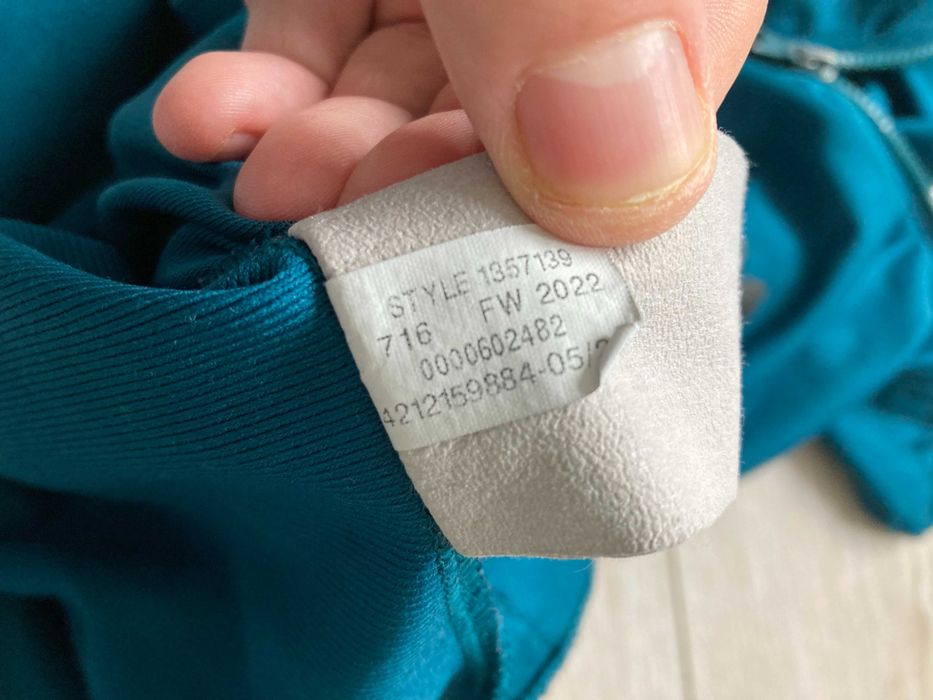 STYLE 1357139
716 FW 2022
0000602482
4212159884-05/